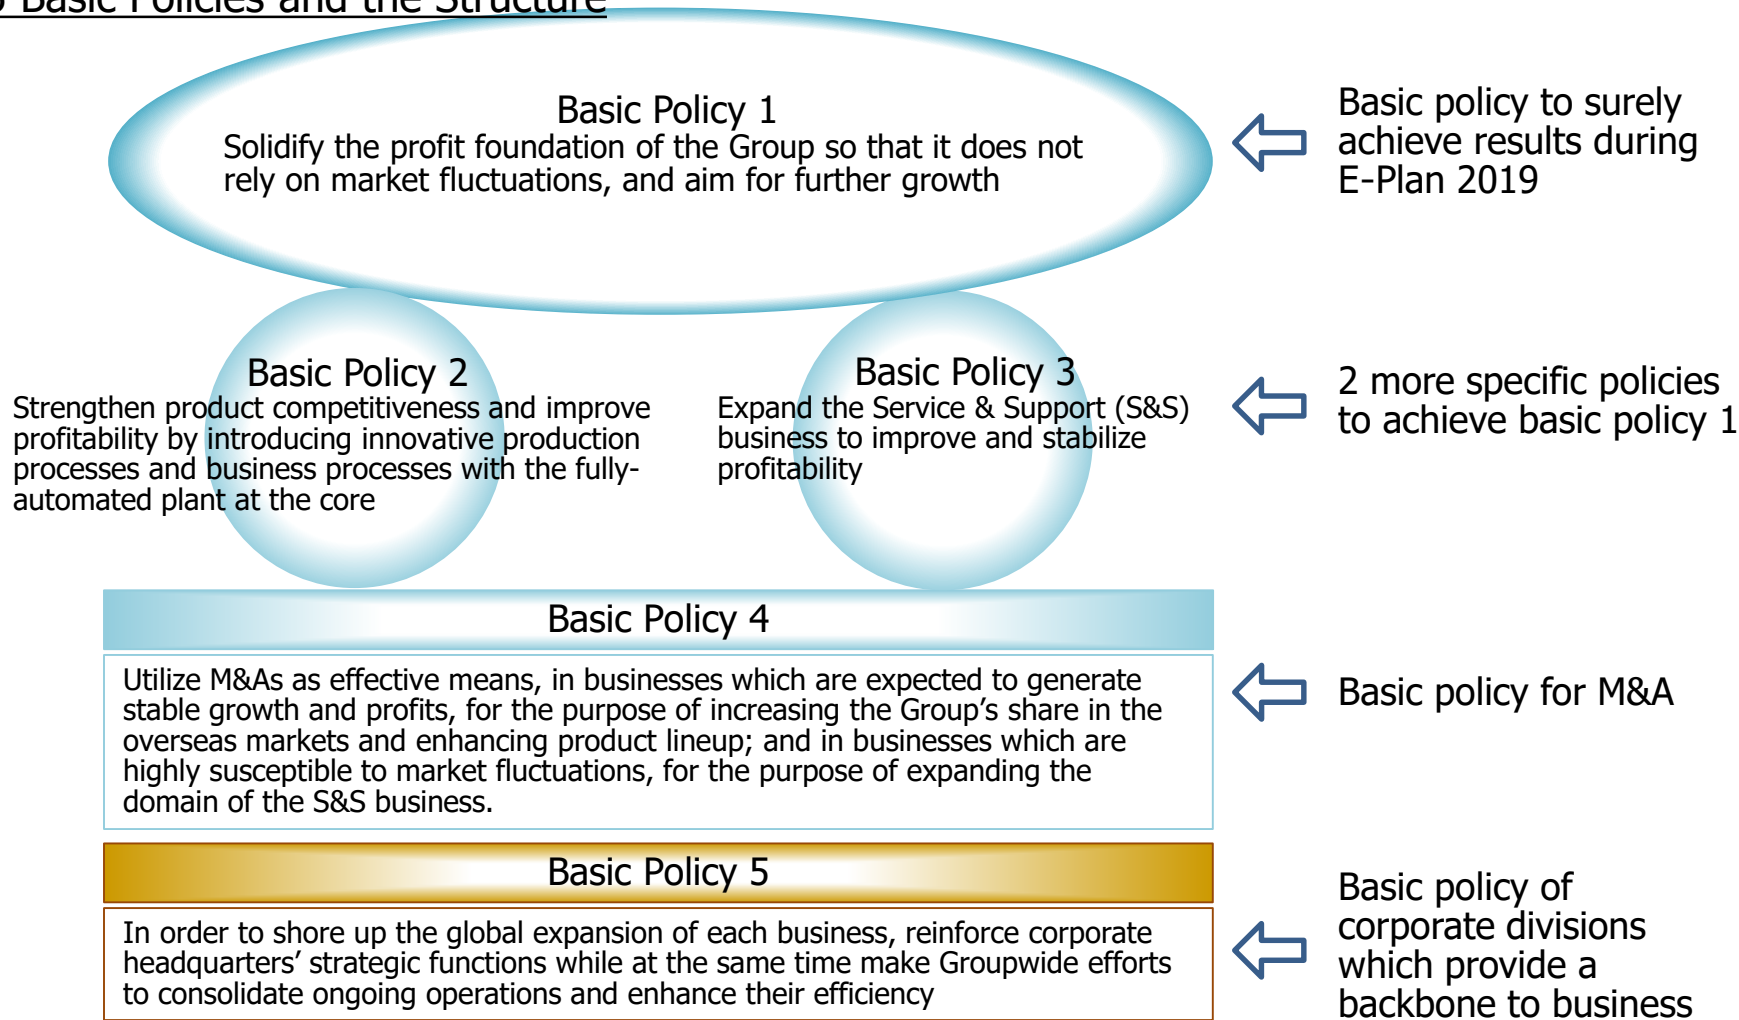 Basic Policies and the Structure
Basic Policy 1
Solidify the profit foundation of the Group so that it does not
rely on market fluctuations, and aim for further growth
Basic policy to surely
achieve results during
E-Plan 2019
Basic Policy 2
Strengthen product competitiveness and improve
profitability by introducing innovative production
processes and business processes with the fully-
automated plant at the core
Basic Policy 3
Expand the Service & Support (S&S)
business to improve and stabilize
profitability
2 more specific policies
to achieve basic policy 1
Basic Policy 4
Utilize M&As as effective means, in businesses which are expected to generate
stable growth and profits, for the purpose of increasing the Group’s share in the
overseas markets and enhancing product lineup; and in businesses which are
highly susceptible to market fluctuations, for the purpose of expanding the
domain of the S&S business.
Basic policy for M&A
Basic Policy 5
In order to shore up the global expansion of each business, reinforce corporate
headquarters’ strategic functions while at the same time make Groupwide efforts
to consolidate ongoing operations and enhance their efficiency
Basic policy of
corporate divisions
which provide a
backbone to business